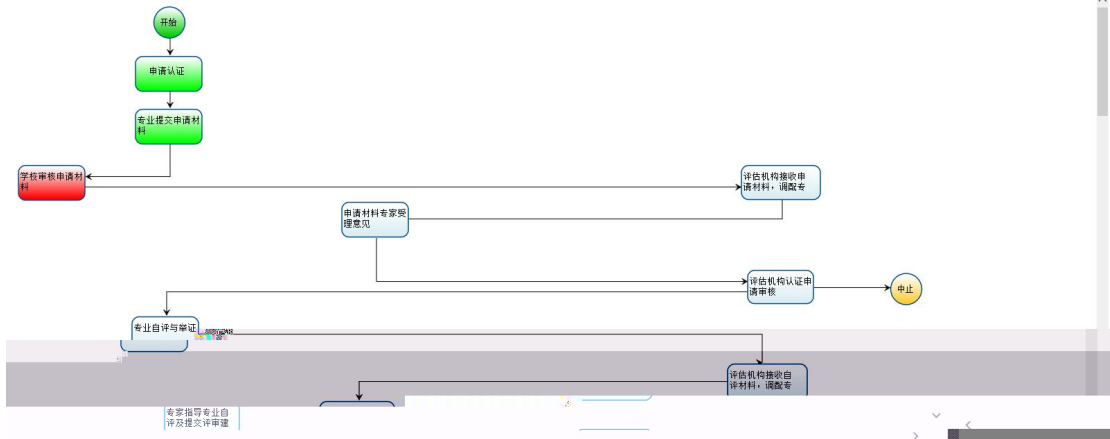 开始
申请认证
专业提交申请材
料
学校审核申请材
料
评估机构接收申
请材料，调配专
申请材料专家受
理意见
评估机构认证申
请审核
中止
专业自评与举证
评估机构接收自
评材料，调配专
专家指导专业自
评及提交评审建